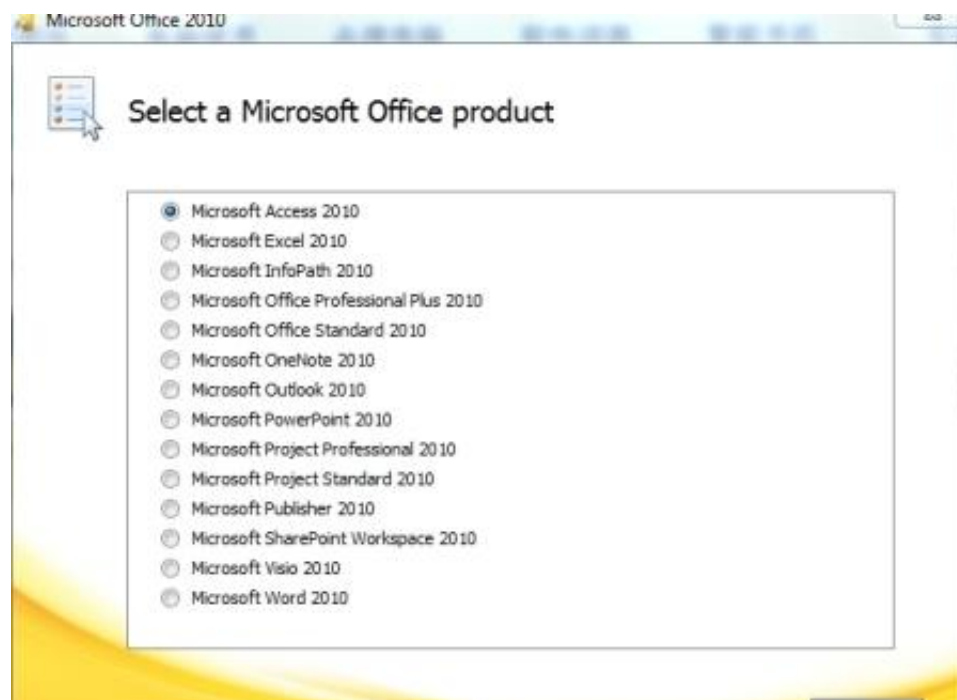 Microsoft Office 2010
Select a Microsoft Office product
Microsoft Access 2010
Microsoft Excel 2010
Microsoft InfoPath 2010
Microsoft Office Professional Plus 2010
Microsoft Office Standard 2010
Microsoft OneNote 2010
Microsoft Outlook 2010
Microsoft PowerPoint 2010
Microsoft Project Professional 2010
Microsoft Project Standard 2010
Microsoft Publisher 2010
Microsoft SharePoint Workspace 2010
Microsoft Visio 2010
Microsoft Word 2010